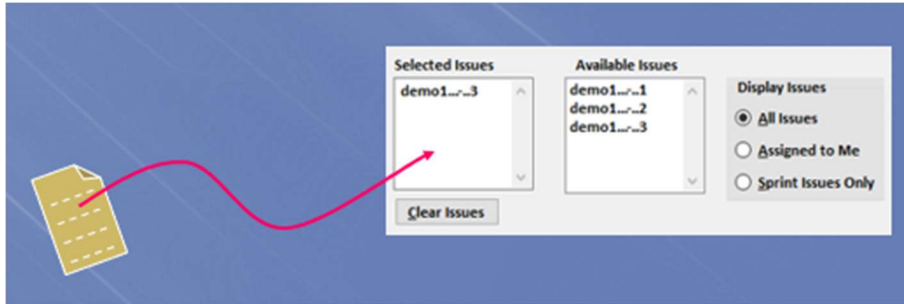 Selected Issues
demo1...-..3
Clear Issues
Available Issues
demo1...-..1
demo1...-..2
demo1...-..3
Display Issues
All Issues
Assigned to Me
Sprint Issues Only